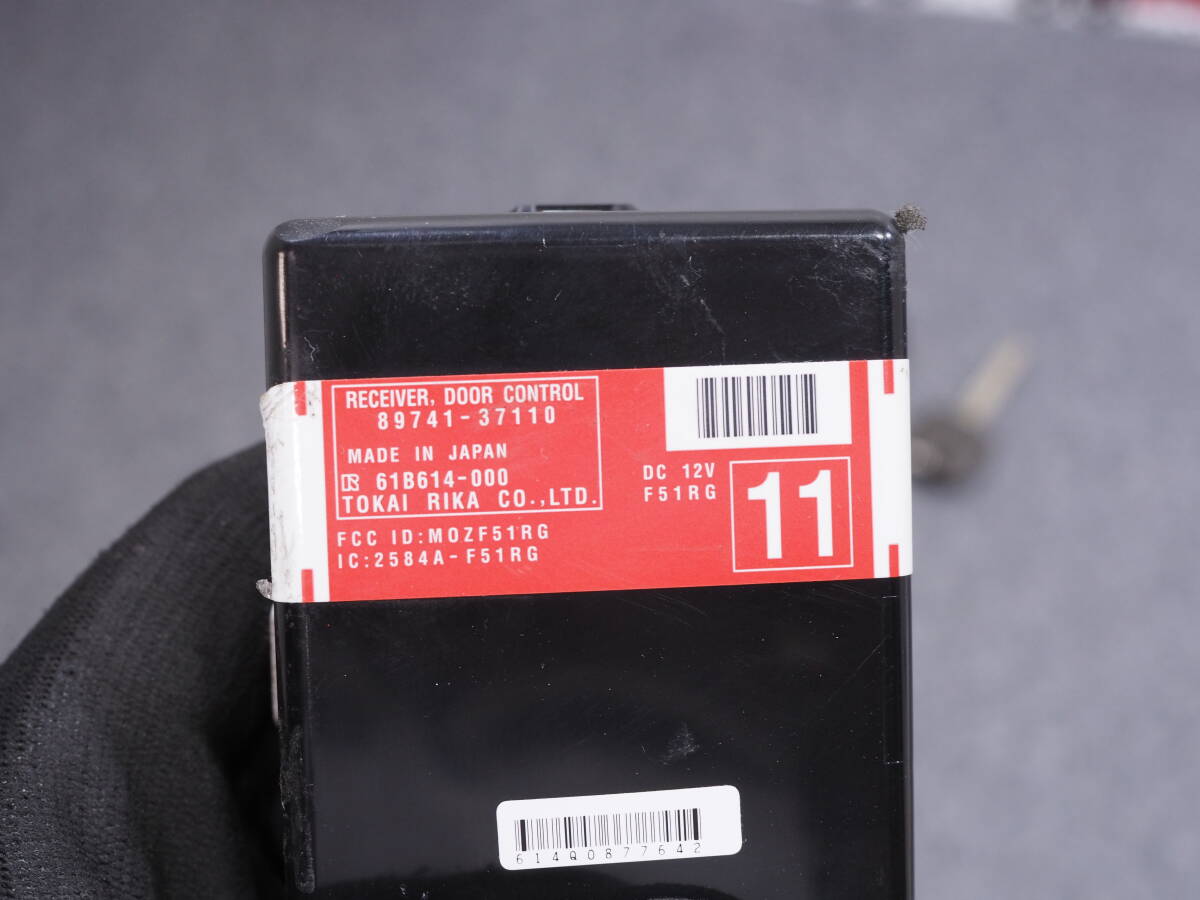 RECEIVER, DOOR CONTROL
89741-37110
MADE IN JAPAN
61B614-000
TOKAI RIKA CO.,LTD.
FCC ID:MOZF51RG
IC:2584A-F51RG
DC 12V
F51RG
11
614Q0877642